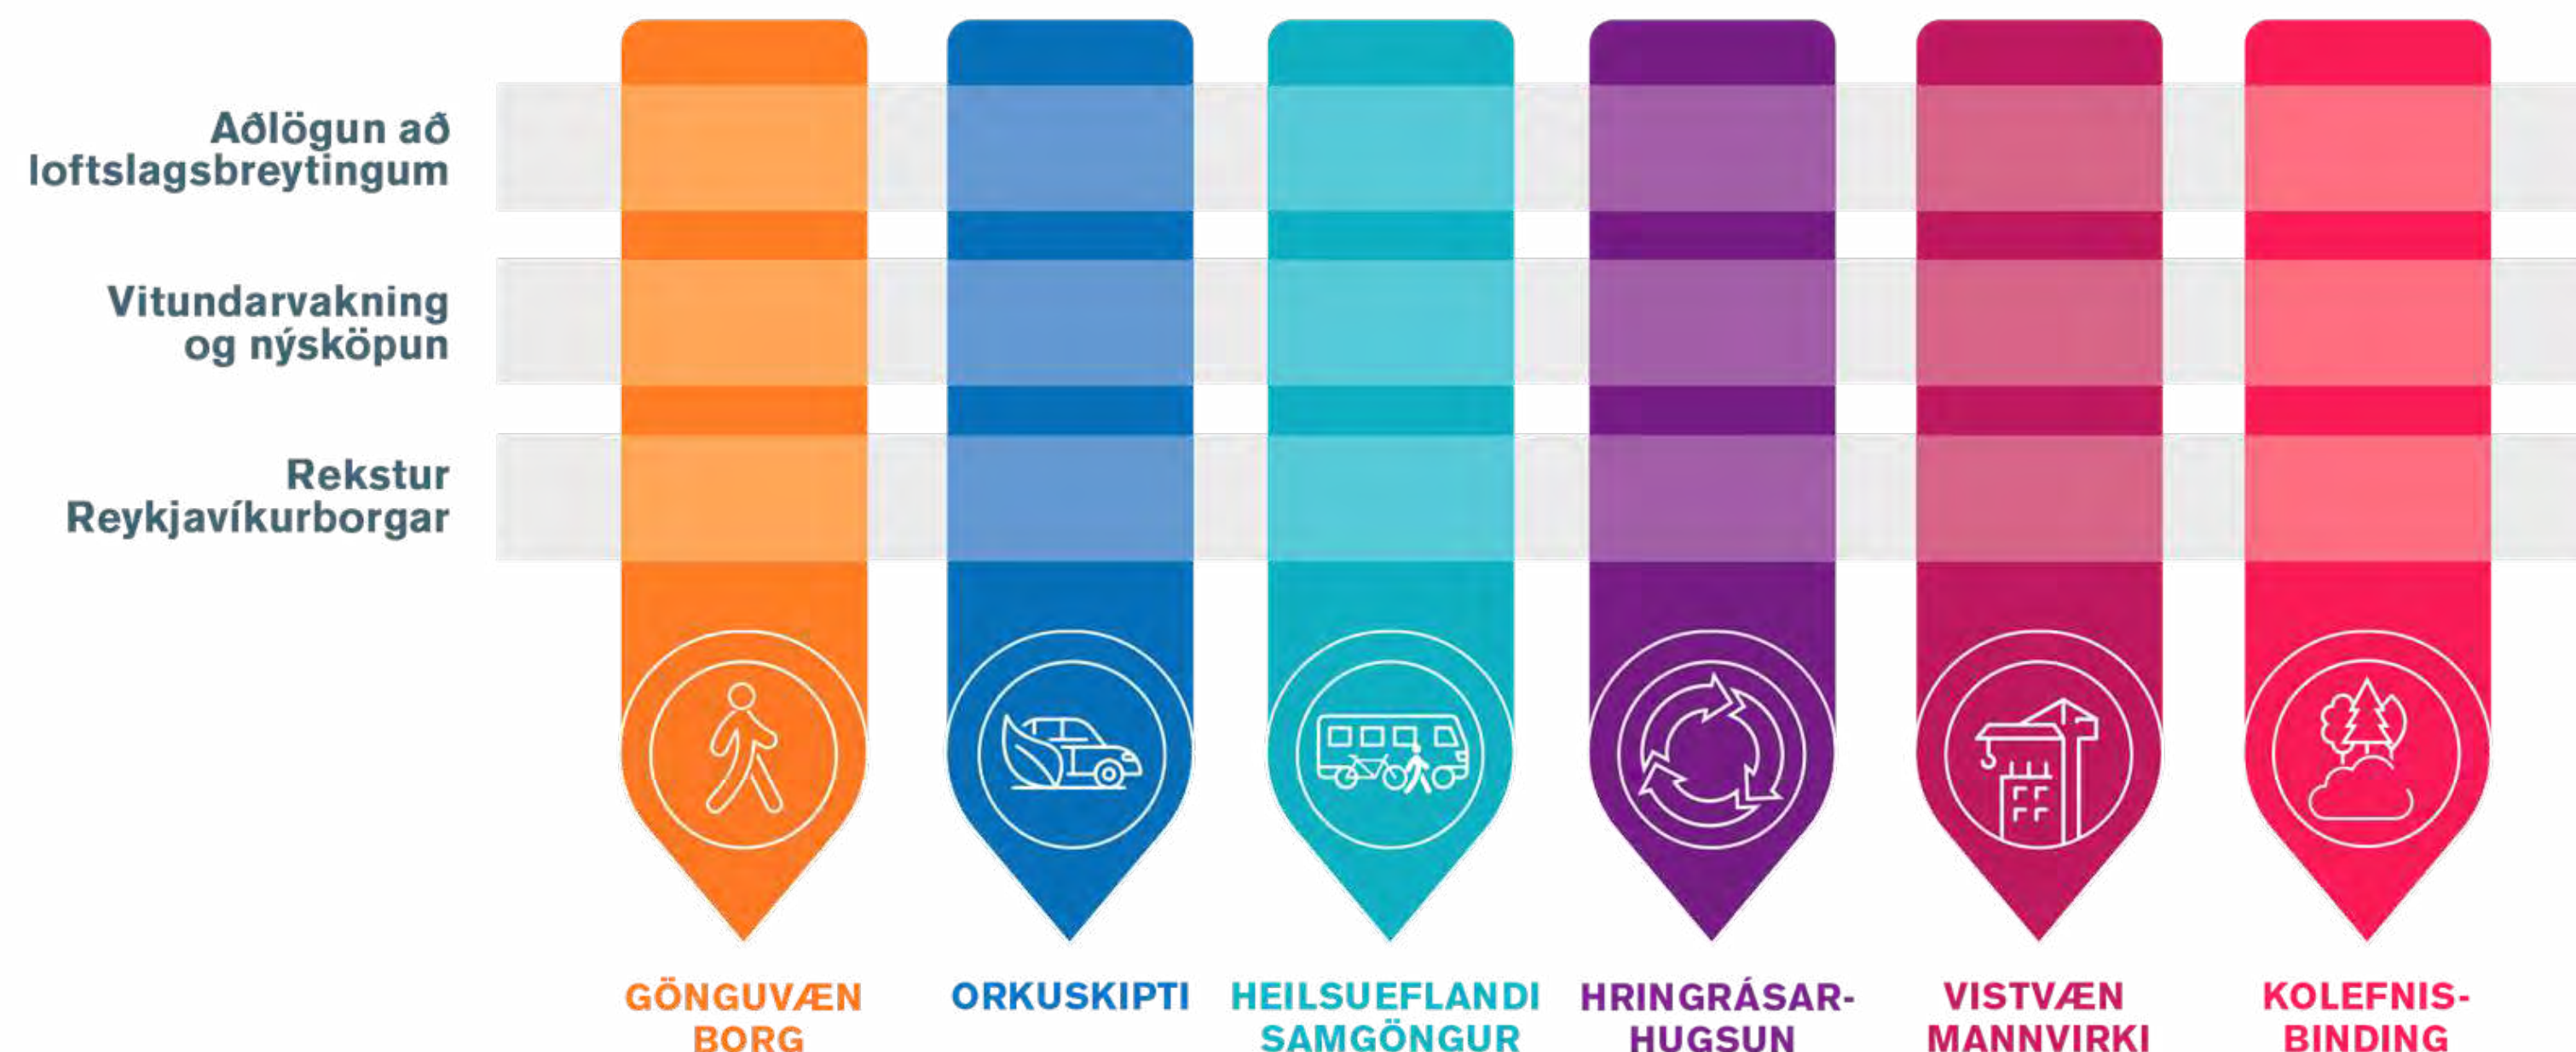 Aðlögun að
loftslagsbreytingum
Vitundarvakning
og nýsköpun
Rekstur
Reykjavíkurborgar
GÖNGUVÆN
BORG
ORKUSKIPTI
HEILSUEFLANDI
SAMGÖNGUR
HRINGRÁSAR-
HUGSUN
VISTVÆN
MANNVIRKI
KOLEFNIS-
BINDING